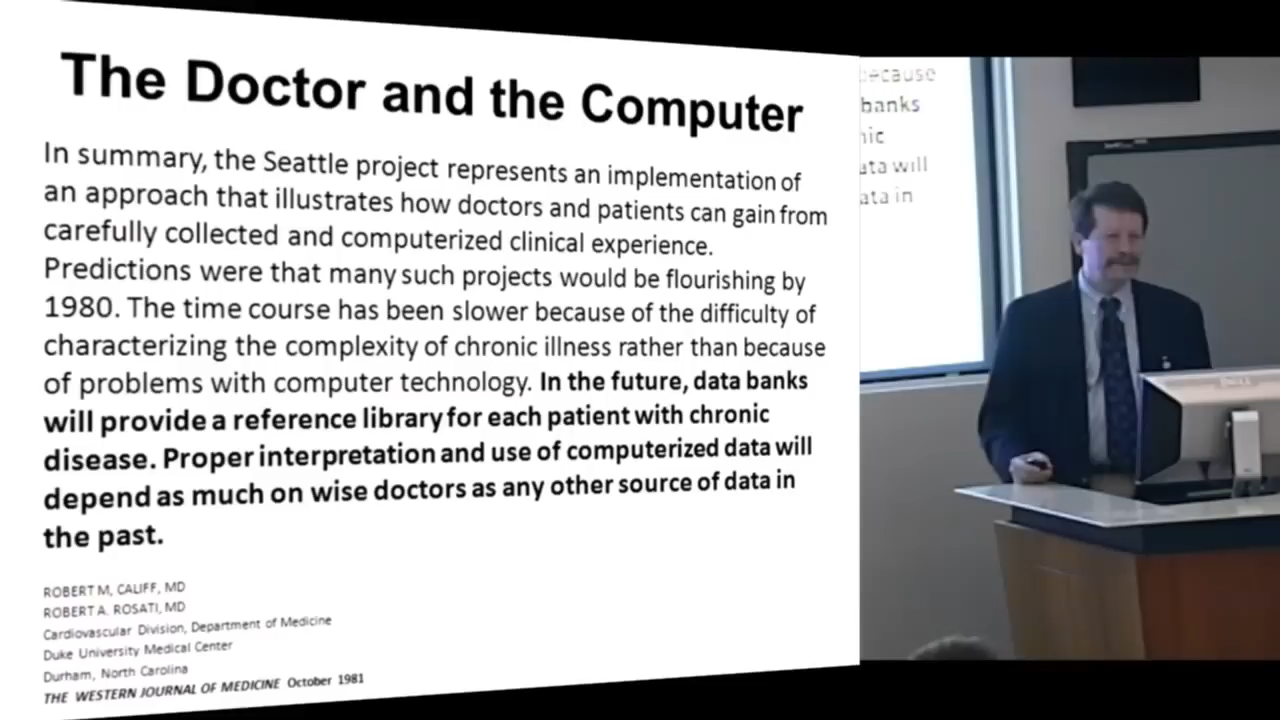 The Doctor and the Computer
In summary, the Seattle project represents an implementation of
an approach that illustrates how doctors and patients can gain from
carefully collected and computerized clinical experience.
Predictions were that many such projects would be flourishing by
1980. The time course has been slower because of the difficulty of
characterizing the complexity of chronic illness rather than because
of problems with computer technology. In the future, data banks
will provide a reference library for each patient with chronic
disease. Proper interpretation and use of computerized data will
depend as much on wise doctors as any other source of data in
the past.
ROBERT M, CALIFF, MD
ROBERT A. ROSATI, MD
Cardiovascular Division, Department of Medicine
Duke University Medical Center
Durham, North Carolina
THE WESTERN JOURNAL OF MEDICINE October 1981
ecause
banks
nic
ata will
ata in
DELL